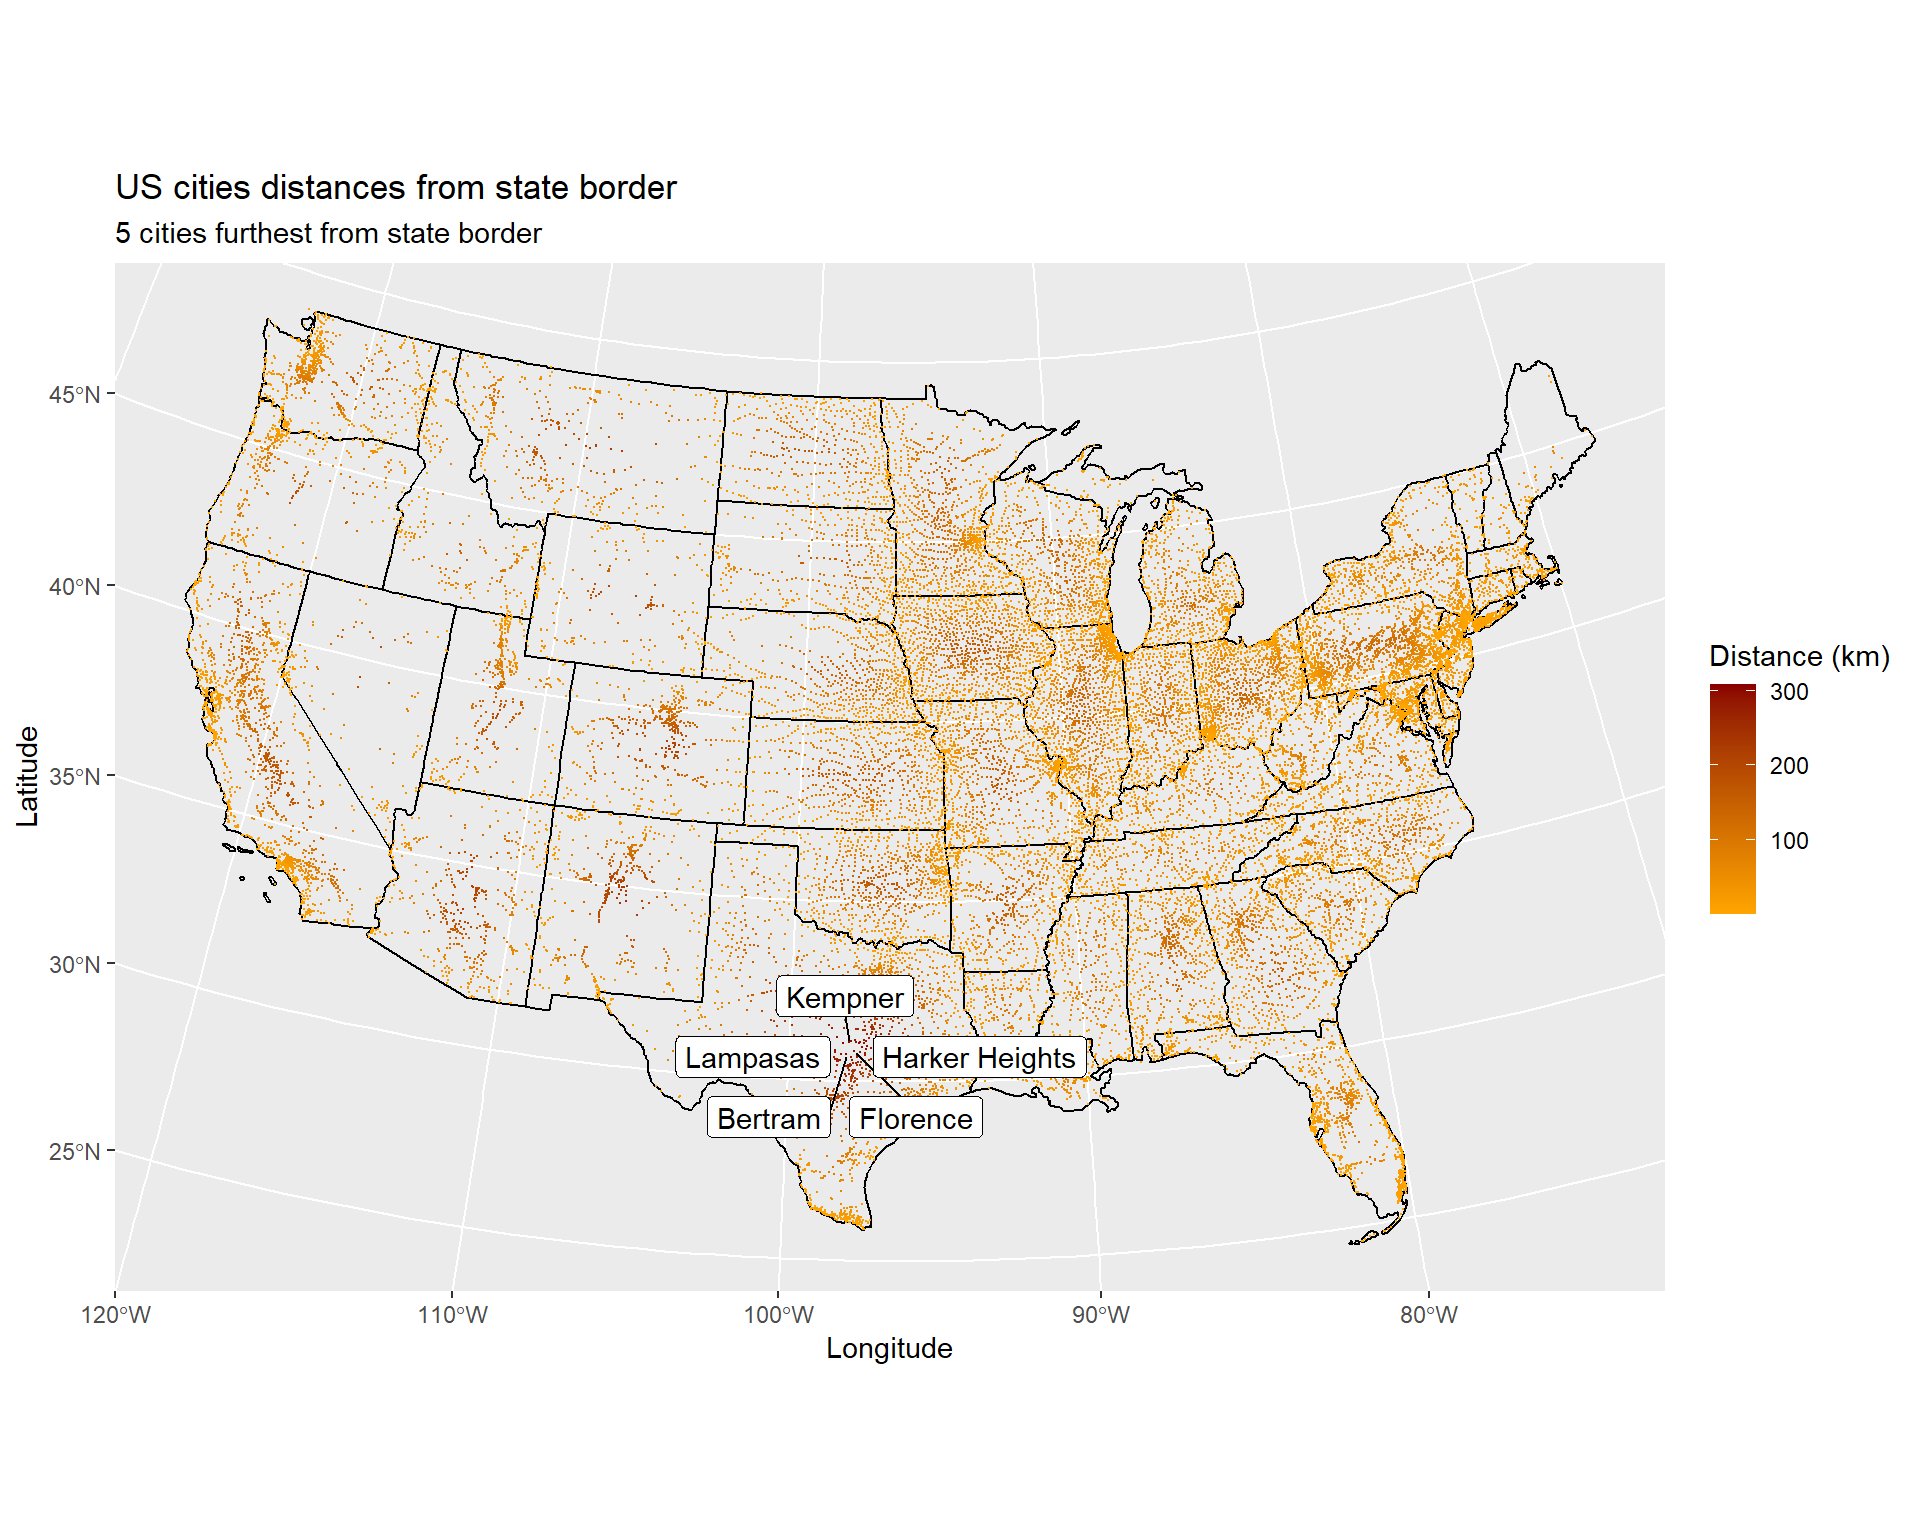 US cities distances from state border
5 cities furthest from state border
45°N
40°N
35°N
30°N
25°N
Latitude
Kempner
Lampasas
Harker Heights
Bertram
Florence
120°W
110°W
100°W
90°W
80°W
Longitude
Distance (km)
300
200
100